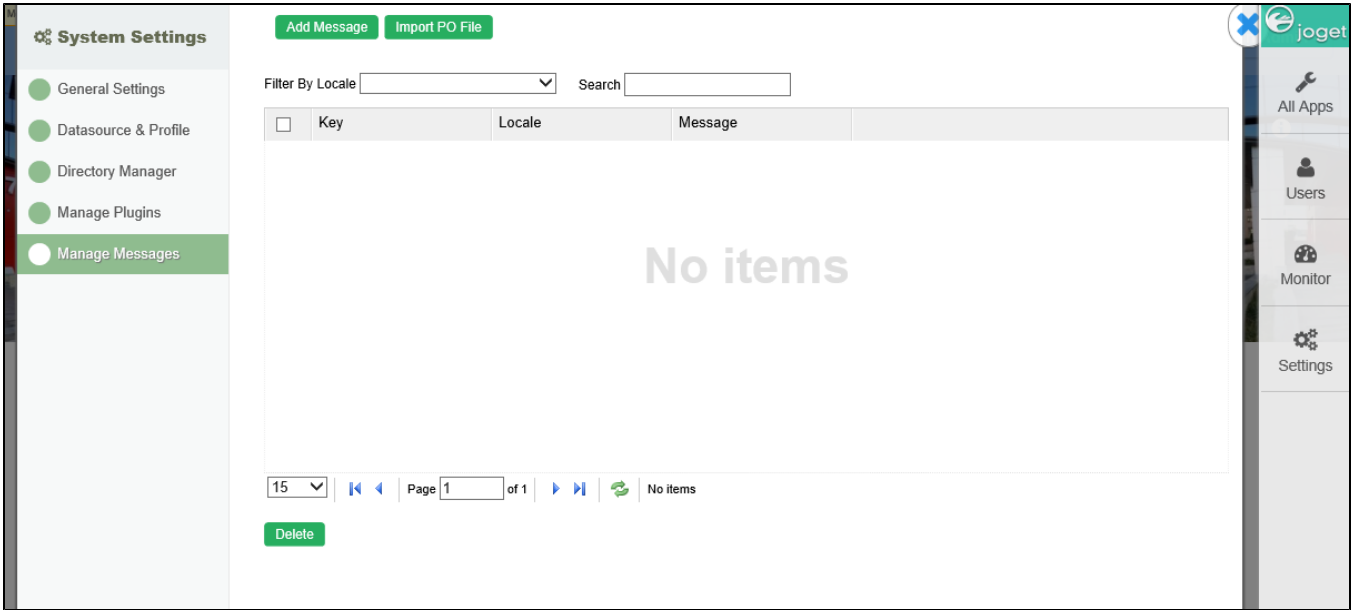 System Settings
General Settings
Datasource & Profile
Directory Manager
Manage Plugins
Manage Messages
Add Message Import PO File
Filter By Locale Search
Key Locale Message
No items
15 Page 1 of 1 No items
Delete
joget
All Apps
Users
Monitor
Settings